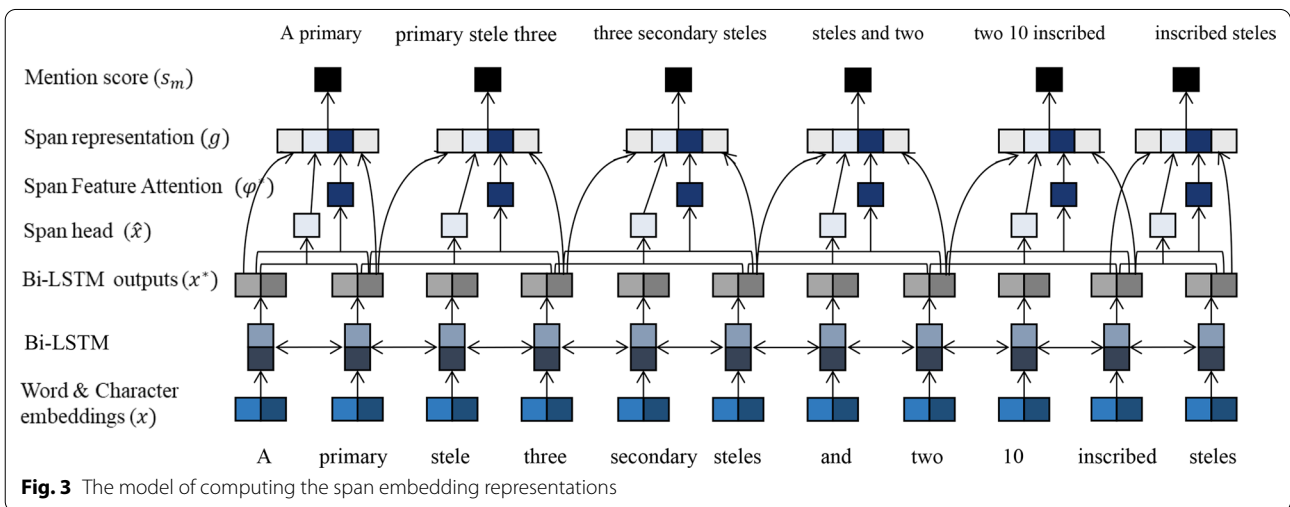 A primary primary stele three three secondary steles steles and two two 10 inscribed inscribed steles
Mention score (s_m)
Span representation (g)
Span Feature Attention (φ*)
Span head (x̂)
Bi-LSTM outputs (x*)
Bi-LSTM
Word & Character
embeddings (x)
A primary stele three secondary steles and two 10 inscribed steles
Fig. 3 The model of computing the span embedding representations